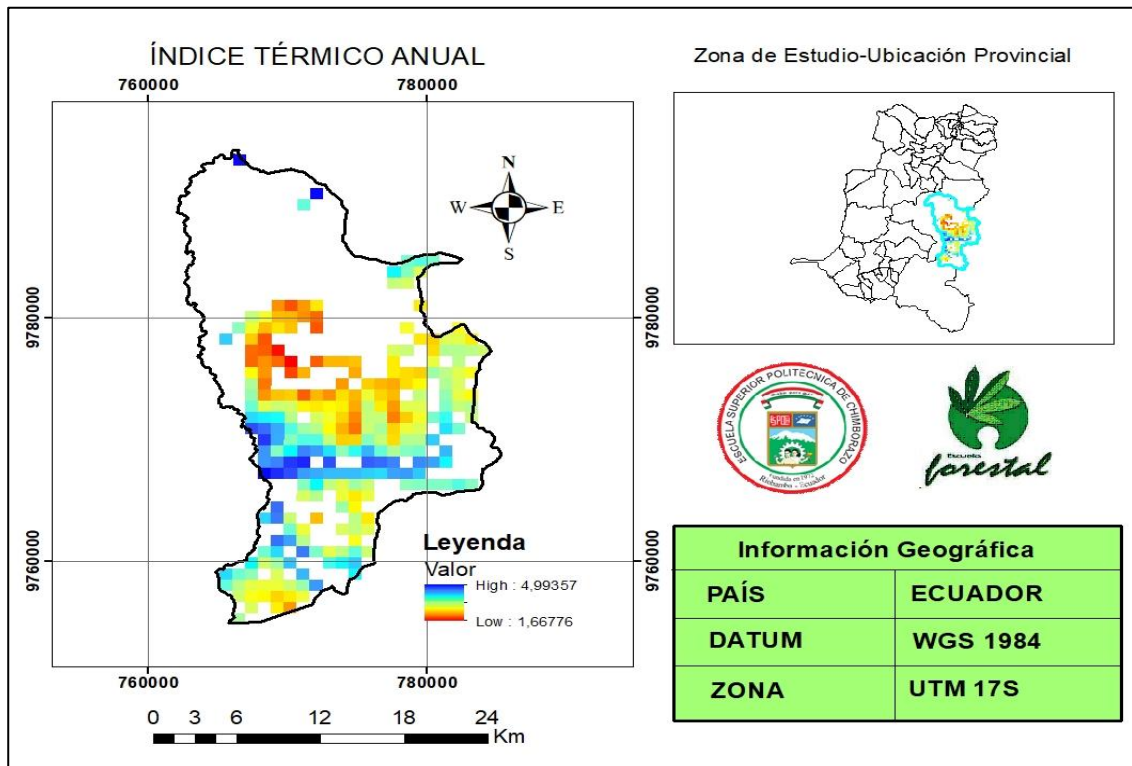 ÍNDICE TÉRMICO ANUAL
760000 780000
N
W E
S
9780000 9780000
9760000 9760000
Leyenda
Valor
High : 4,99357
Low : 1,66776
760000 780000
0 3 6 12 18 24
Km
Zona de Estudio-Ubicación Provincial
ESCUELA SUPERIOR POLITECNICA DE CHIMBORAZO
Riobamba - Ecuador
Escuela
forestal
Información Geográfica
PAÍS ECUADOR
DATUM WGS 1984
ZONA UTM 17S